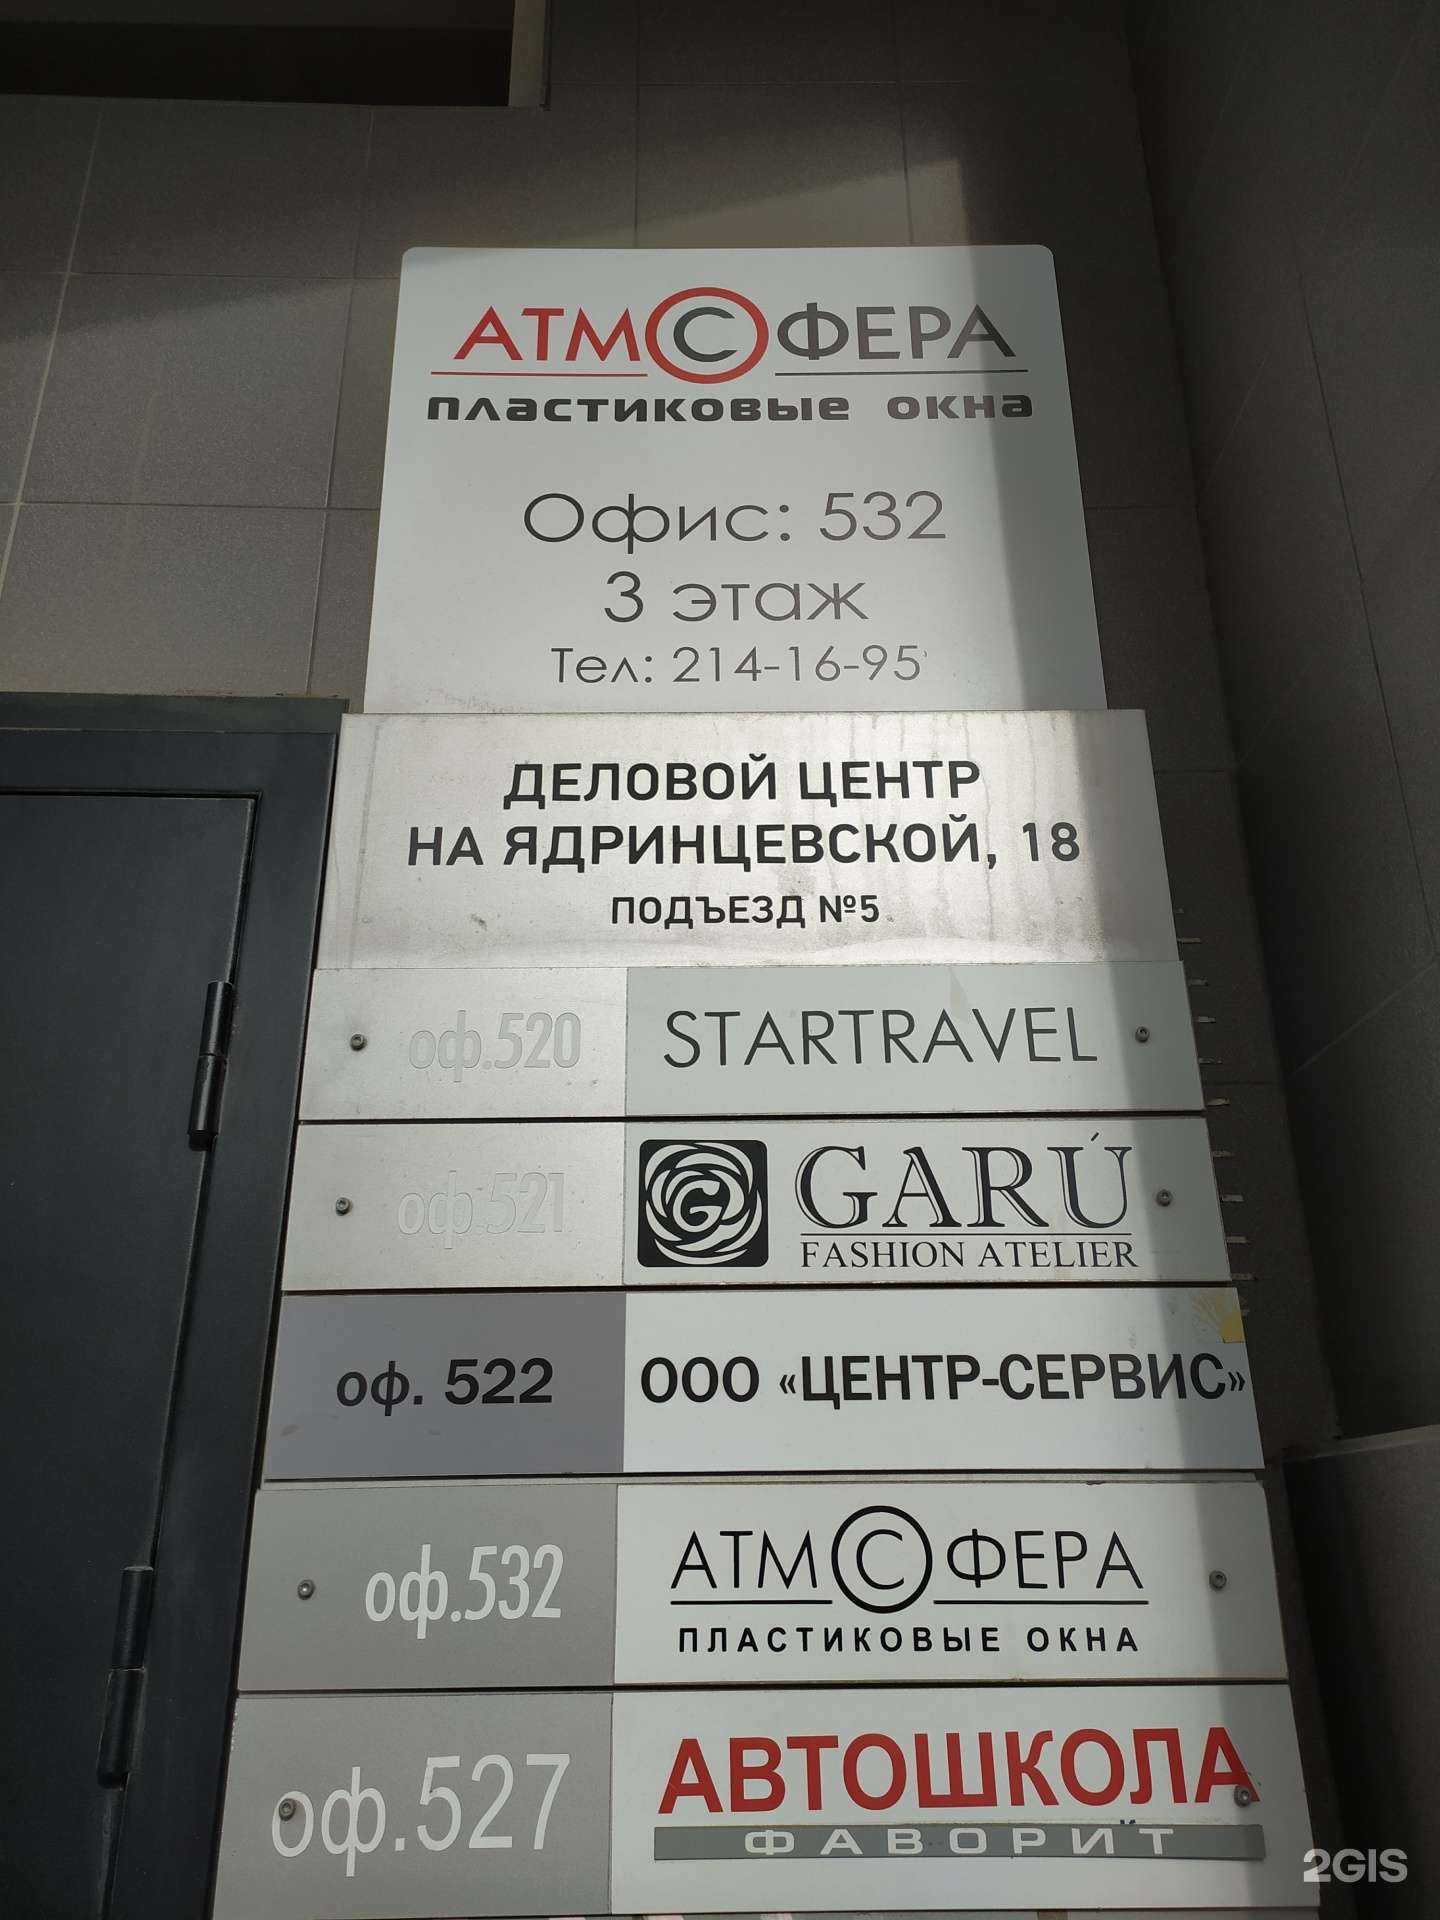 АТМСФЕРА
ПЛАСТИКОВЫЕ ОКНА
Офис: 532
3 этаж
Тел: 214-16-95
ДЕЛОВОЙ ЦЕНТР
НА ЯДРИНЦЕВСКОЙ, 18
ПОДЪЕЗД №5
оф.520 STARTRAVEL
оф.521 G GARÚ
FASHION ATELIER
оф. 522 ООО «ЦЕНТР-СЕРВИС»
оф.532 АТМСФЕРА
ПЛАСТИКОВЫЕ ОКНА
оф.527 АВТОШКОЛА
ФАВОРИТ
2GIS